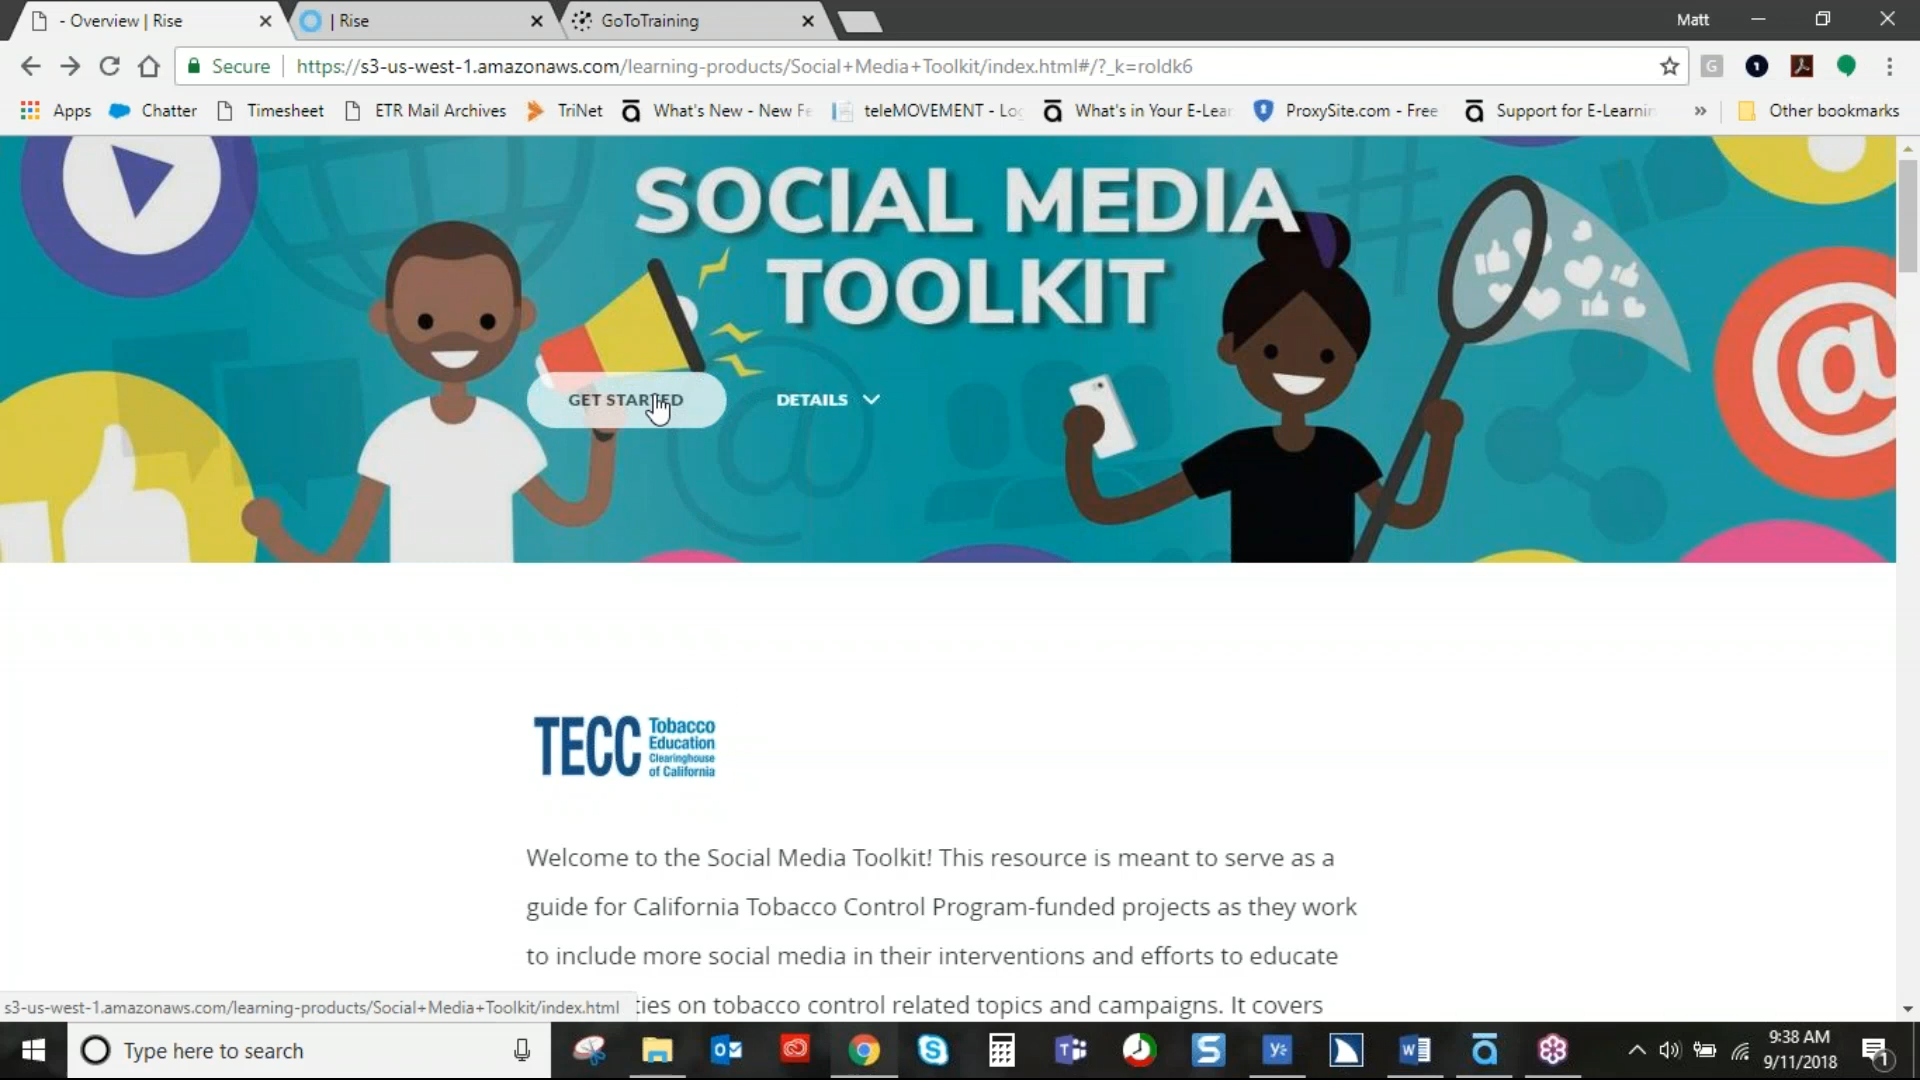 - Overview | Rise
| Rise
GoToTraining
Matt
Secure
https://s3-us-west-1.amazonaws.com/learning-products/Social+Media+Toolkit/index.html#/?_k=roldk6
G
1
Apps
Chatter
Timesheet
ETR Mail Archives
TriNet
What's New - New Fe
teleMOVEMENT - Lo
What's in Your E-Lear
ProxySite.com - Free
Support for E-Learnin
»
Other bookmarks
SOCIAL MEDIA
TOOLKIT
GET STARTED
DETAILS
TECC
Tobacco
Education
Clearinghouse
of California
Welcome to the Social Media Toolkit! This resource is meant to serve as a
guide for California Tobacco Control Program-funded projects as they work
to include more social media in their interventions and efforts to educate
ties on tobacco control related topics and campaigns. It covers
s3-us-west-1.amazonaws.com/learning-products/Social+Media+Toolkit/index.html
Type here to search
9:38 AM
9/11/2018
1